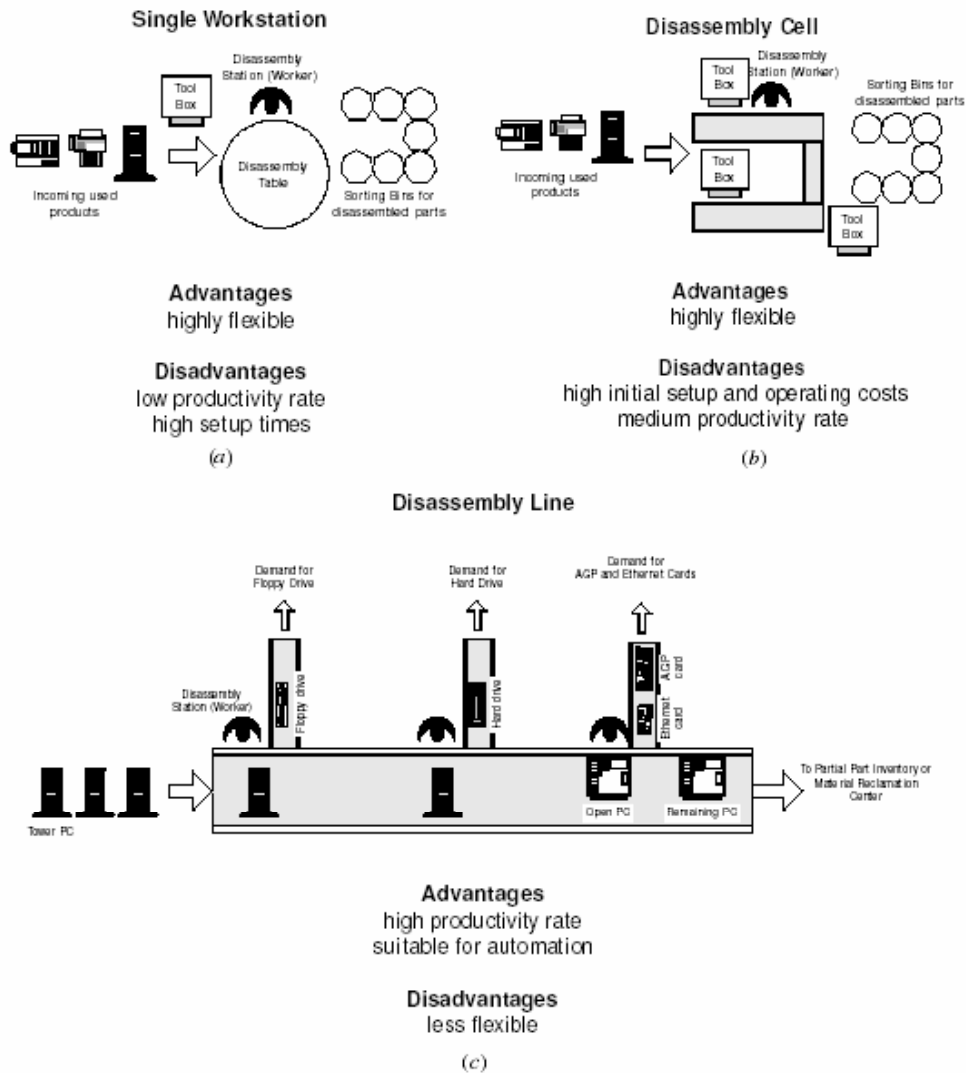 Single Workstation
Disassembly
Station (Worker)
Tool
Box
Disassembly
Table
Incoming used
products
Sorting Bins for
disassembled parts
Advantages
highly flexible
Disadvantages
low productivity rate
high setup times
(a)
Disassembly Cell
Disassembly
Station (Worker)
Tool
Box
Sorting Bins for
disassembled parts
Tool
Box
Incoming used
products
Tool
Box
Advantages
highly flexible
Disadvantages
high initial setup and operating costs
medium productivity rate
(b)
Disassembly Line
Demand for
Floppy Drive
Demand for
Hard Drive
Demand for
AGP and Ethernet Cards
Disassembly
Station (Worker)
Floppy drive
Hard drive
AGP
card
Ethernet
card
Tower PC
Open PC
Remaining PC
To Partial Part Inventory or
Material Reclamation
Center
Advantages
high productivity rate
suitable for automation
Disadvantages
less flexible
(c)